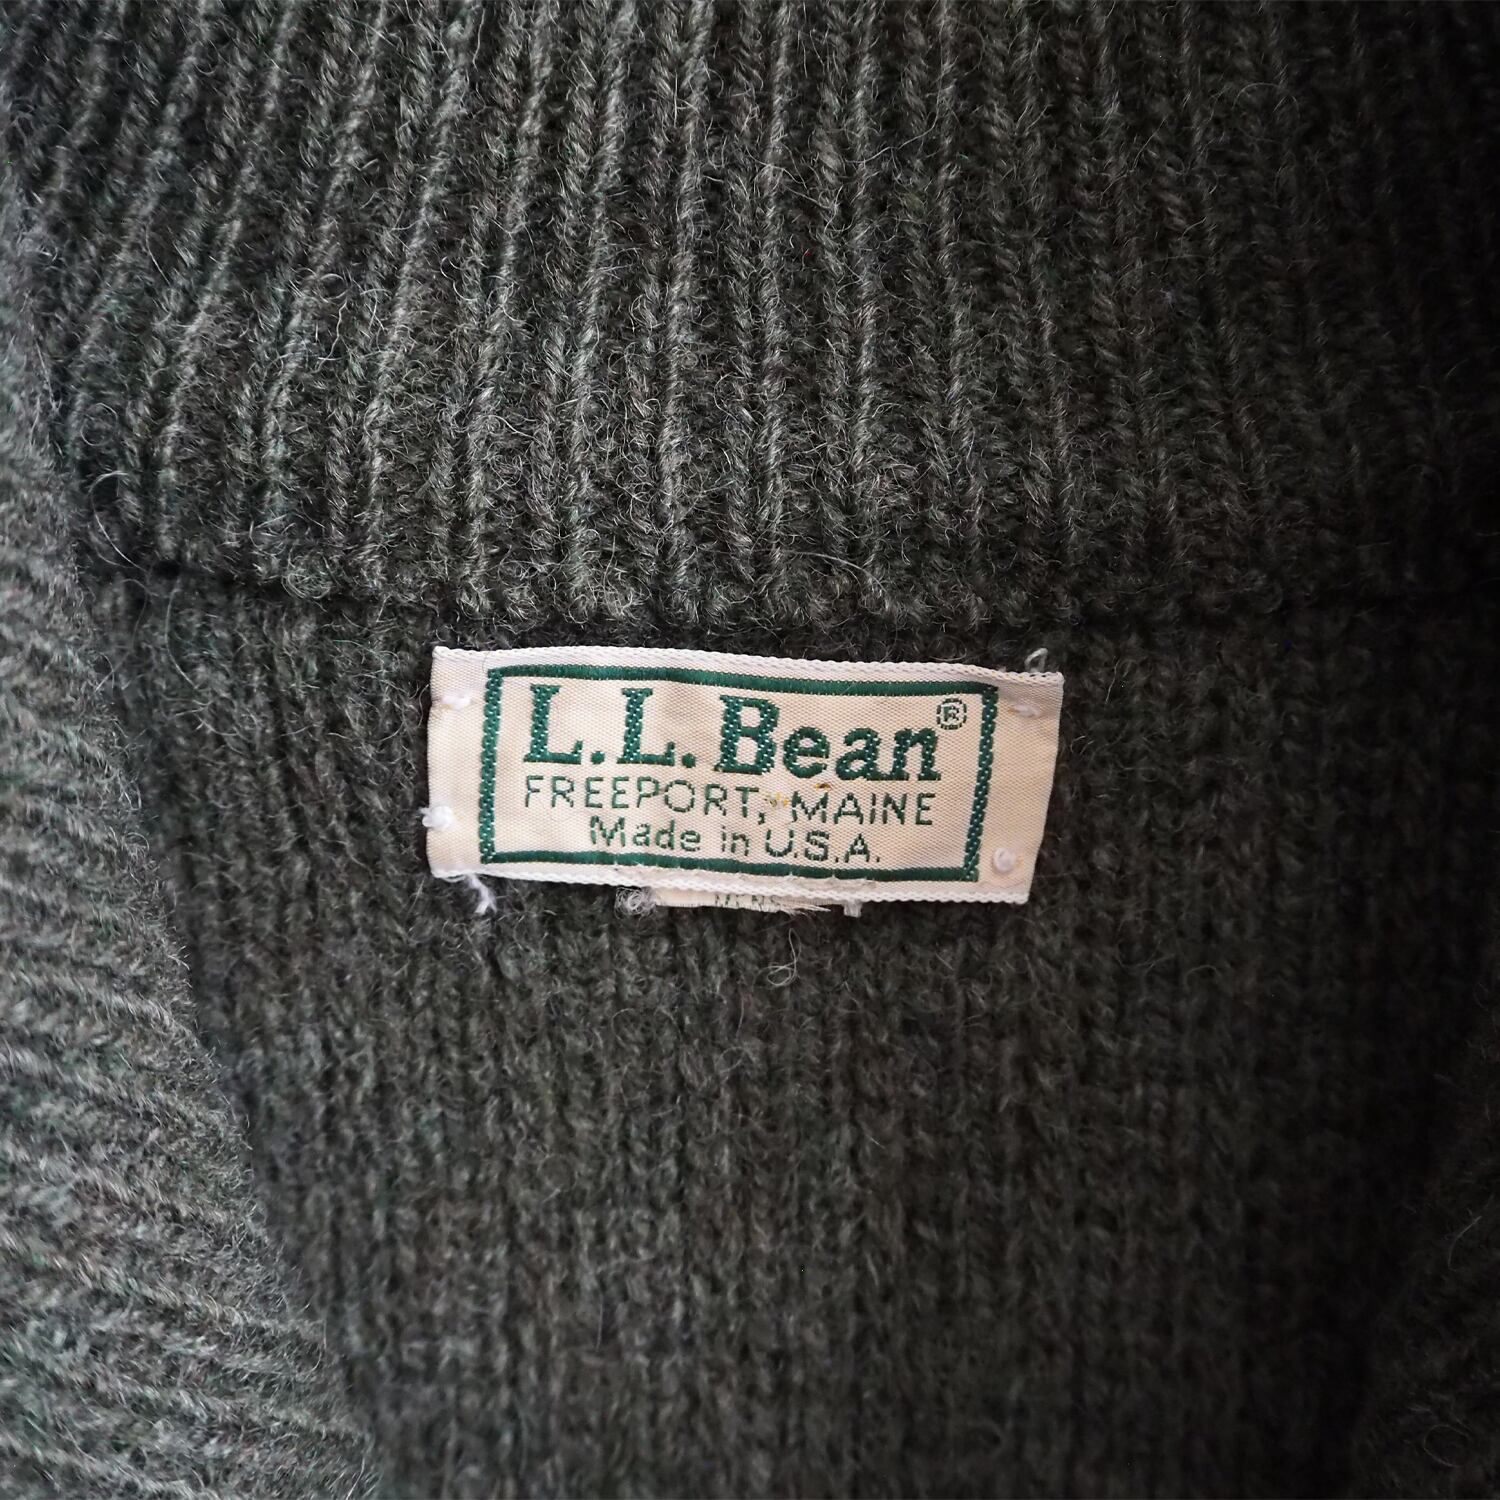 L.L.Bean®
FREEPORT, MAINE
Made in U.S.A.